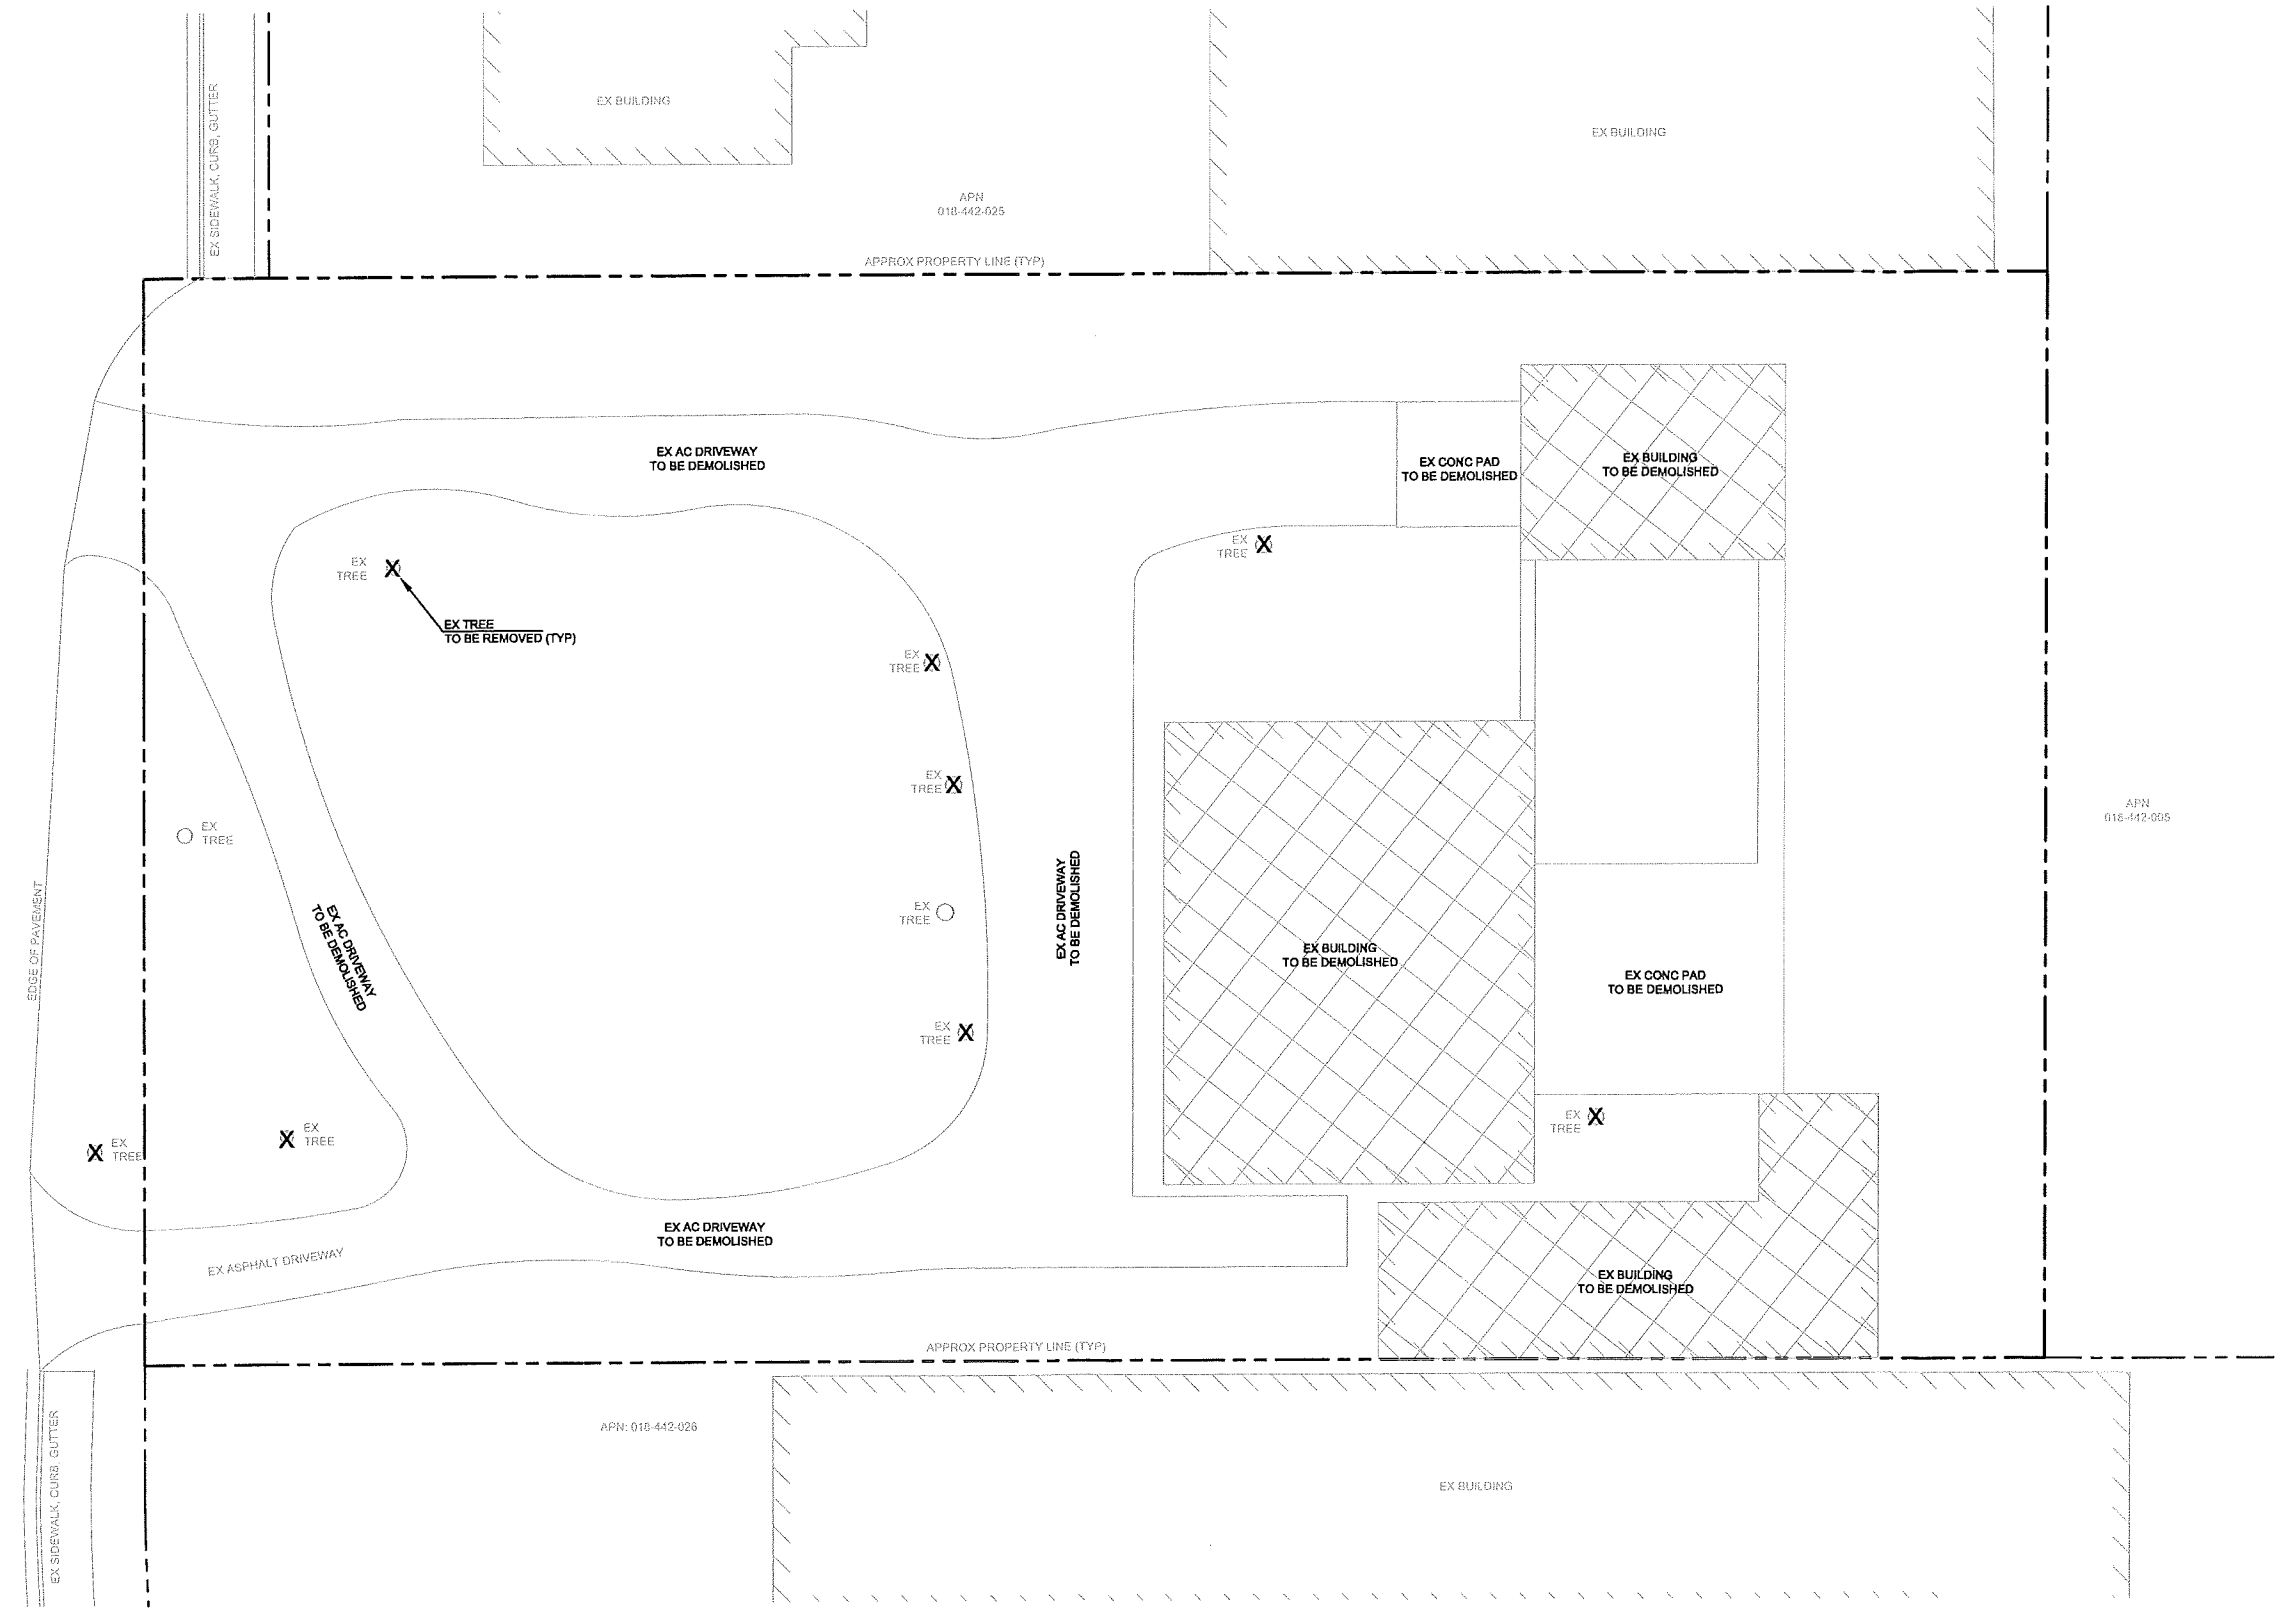 EX SIDEWALK, CURB, GUTTER
EX BUILDING
EX BUILDING
APN
018-442-025
APPROX PROPERTY LINE (TYP)
EX AC DRIVEWAY
TO BE DEMOLISHED
EX CONC PAD
TO BE DEMOLISHED
EX BUILDING
TO BE DEMOLISHED
EX
TREE
EX
TREE
EX TREE
TO BE REMOVED (TYP)
EX
TREE
EX
TREE
EX
TREE
EX
TREE
EX
TREE
EDGE OF PAVEMENT
EX AC DRIVEWAY
TO BE DEMOLISHED
EX AC DRIVEWAY
TO BE DEMOLISHED
EX BUILDING
TO BE DEMOLISHED
EX CONC PAD
TO BE DEMOLISHED
APN
018-442-005
EX
TREE
EX
TREE
EX
TREE
EX AC DRIVEWAY
TO BE DEMOLISHED
EX ASPHALT DRIVEWAY
EX BUILDING
TO BE DEMOLISHED
APPROX PROPERTY LINE (TYP)
EX SIDEWALK, CURB, GUTTER
APN: 018-442-026
EX BUILDING